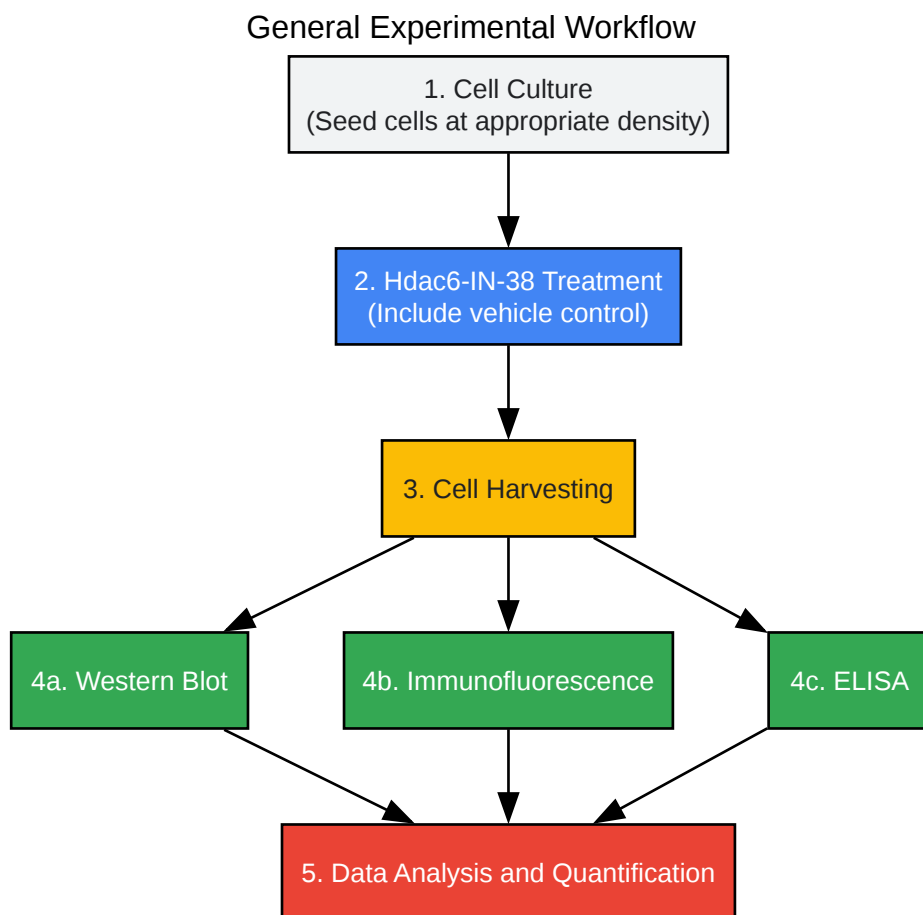 General Experimental Workflow
1. Cell Culture
(Seed cells at appropriate density)
2. Hdac6-IN-38 Treatment
(Include vehicle control)
3. Cell Harvesting
4a. Western Blot
4b. Immunofluorescence
4c. ELISA
5. Data Analysis and Quantification